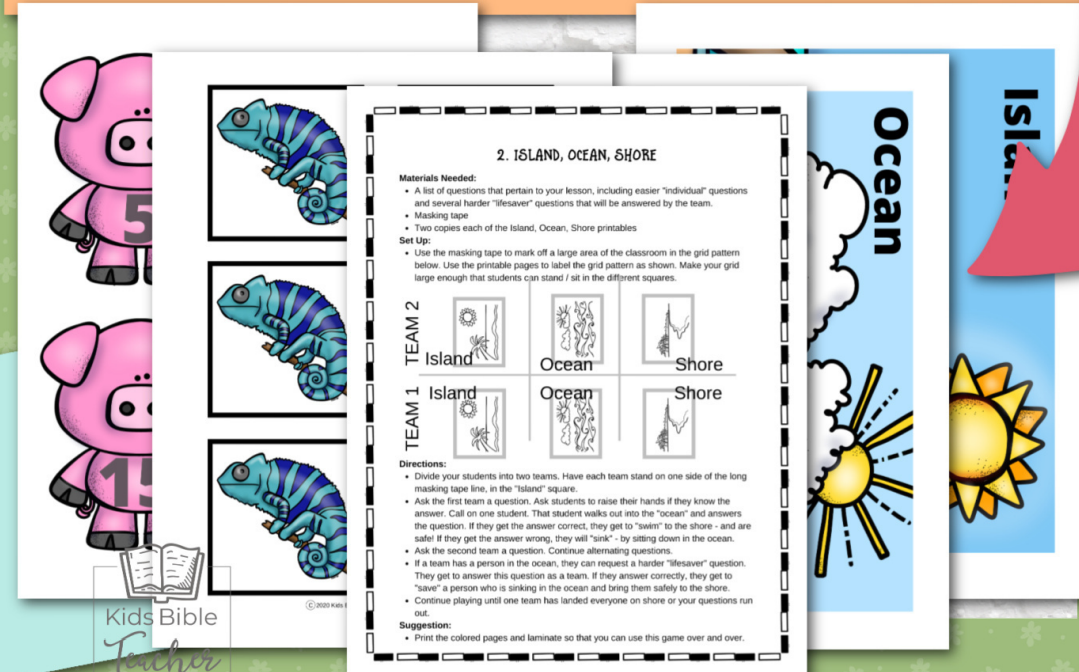 5
15
2. ISLAND, OCEAN, SHORE
Materials Needed:
A list of questions that pertain to your lesson, including easier "individual" questions
and several harder "lifesaver" questions that will be answered by the team.
Masking tape
Two copies each of the Island, Ocean, Shore printables
Set Up:
Use the masking tape to mark off a large area of the classroom in the grid pattern
below. Use the printable pages to label the grid pattern as shown. Make your grid
large enough that students can stand / sit in the different squares.
TEAM 2
Island Ocean Shore
TEAM 1
Island Ocean Shore
Directions:
Divide your students into two teams. Have each team stand on one side of the long
masking tape line, in the "Island" square.
Ask the first team a question. Ask students to raise their hands if they know the
answer. Call on one student. That student walks out into the "ocean" and answers
the question. If they get the answer correct, they get to "swim" to the shore - and are
safe! If they get the answer wrong, they will "sink" - by sitting down in the ocean.
Ask the second team a question. Continue alternating questions.
If a team has a person in the ocean, they can request a harder "lifesaver" question.
They get to answer this question as a team. If they answer correctly, they get to
"save" a person who is sinking in the ocean and bring them safely to the shore.
Continue playing until one team has landed everyone on shore or your questions run
out.
Suggestion:
Print the colored pages and laminate so that you can use this game over and over.
Ocean
©2020 Kids
Kids Bible
Teacher